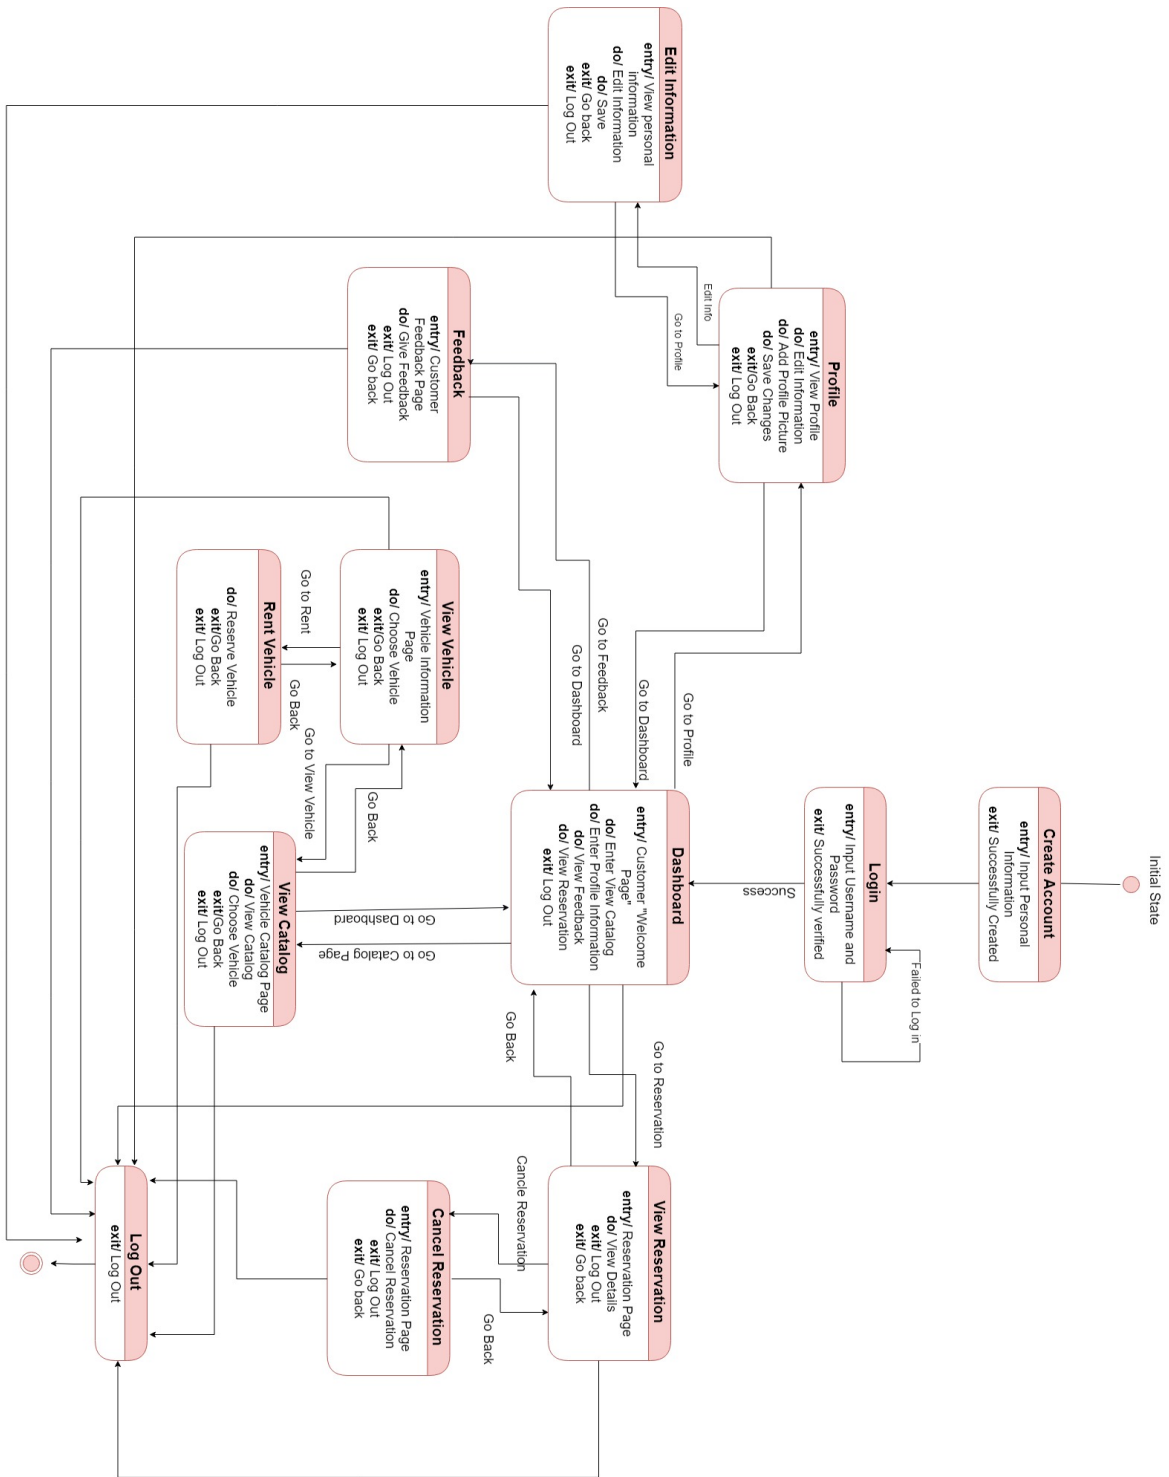 Initial State
Create Account
entry/ Input Personal
Information
exit/ Successfully Created
Login
entry/ Input Username and
Password
exit/ Successfully verified
Failed to Log in
Success
Dashboard
entry/ Customer "Welcome
Page"
do/ Enter View Catalog
do/ Enter Profile Information
do/ View Feedback
do/ View Reservation
exit/ Log Out
Go to Profile
Go to Dashboard
Profile
entry/ View Profile
do/ Edit Information
do/ Add Profile Picture
do/ Save Changes
exit/Go Back
exit/ Log Out
Edit Info
Go to Profile
Edit Information
entry/ View personal
information
do/ Edit Information
do/ Save
exit/ Go back
exit/ Log Out
Go to Feedback
Go to Dashboard
Feedback
entry/ Customer
Feedback Page
do/ Give Feedback
exit/ Log Out
exit/ Go back
View Vehicle
entry/ Vehicle Information
Page
do/ Choose Vehicle
exit/Go Back
exit/ Log Out
Go to Rent
Go Back
Rent Vehicle
do/ Reserve Vehicle
exit/Go Back
exit/ Log Out
Go Back
Go to View Vehicle
View Catalog
entry/ Vehicle Catalog Page
do/ View Catalog
do/ Choose Vehicle
exit/Go Back
exit/ Log Out
Go to Dashboard
Go to Catalog Page
Go to Reservation
Go Back
View Reservation
entry/ Reservation Page
do/ View Details
exit/ Log Out
exit/ Go back
Cancle Reservation
Go Back
Cancel Reservation
entry/ Reservation Page
do/ Cancel Reservation
exit/ Log Out
exit/ Go back
Log Out
exit/ Log Out